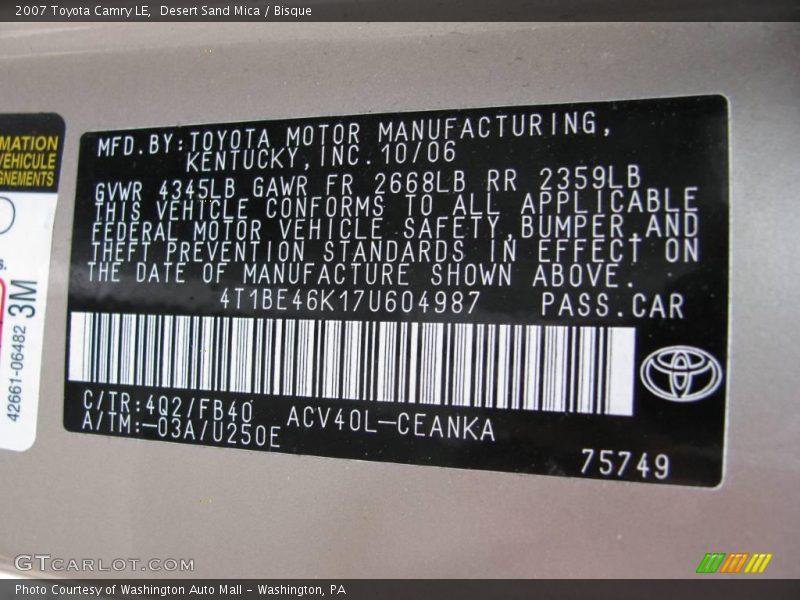 2007 Toyota Camry LE,  Desert Sand Mica / Bisque
MATION
VEHICULE
GNEMENTS
s.
3M
42661-06482
MFD.BY:TOYOTA MOTOR MANUFACTURING,
KENTUCKY,INC.10/06
GVWR 4345LB GAWR FR 2668LB RR 2359LB
THIS VEHICLE CONFORMS TO ALL APPLICABLE
FEDERAL MOTOR VEHICLE SAFETY,BUMPER,AND
THEFT PREVENTION STANDARDS IN EFFECT ON
THE DATE OF MANUFACTURE SHOWN ABOVE.
4T1BE46K17U604987 PASS.CAR
C/TR:4Q2/FB40 ACV40L-CEANKA
A/TM:-03A/U250E
75749
GTCARLOT.COM
Photo Courtesy of Washington Auto Mall - Washington, PA